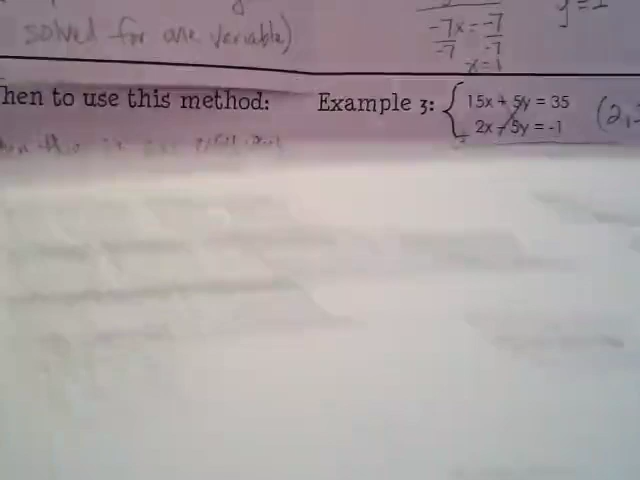 solved for one variable)
-7x = -7
-7 -7
x = 1
y = 1
hen to use this method:
Example 3:
15x + 5y = 35
2x - 5y = -1
(2,